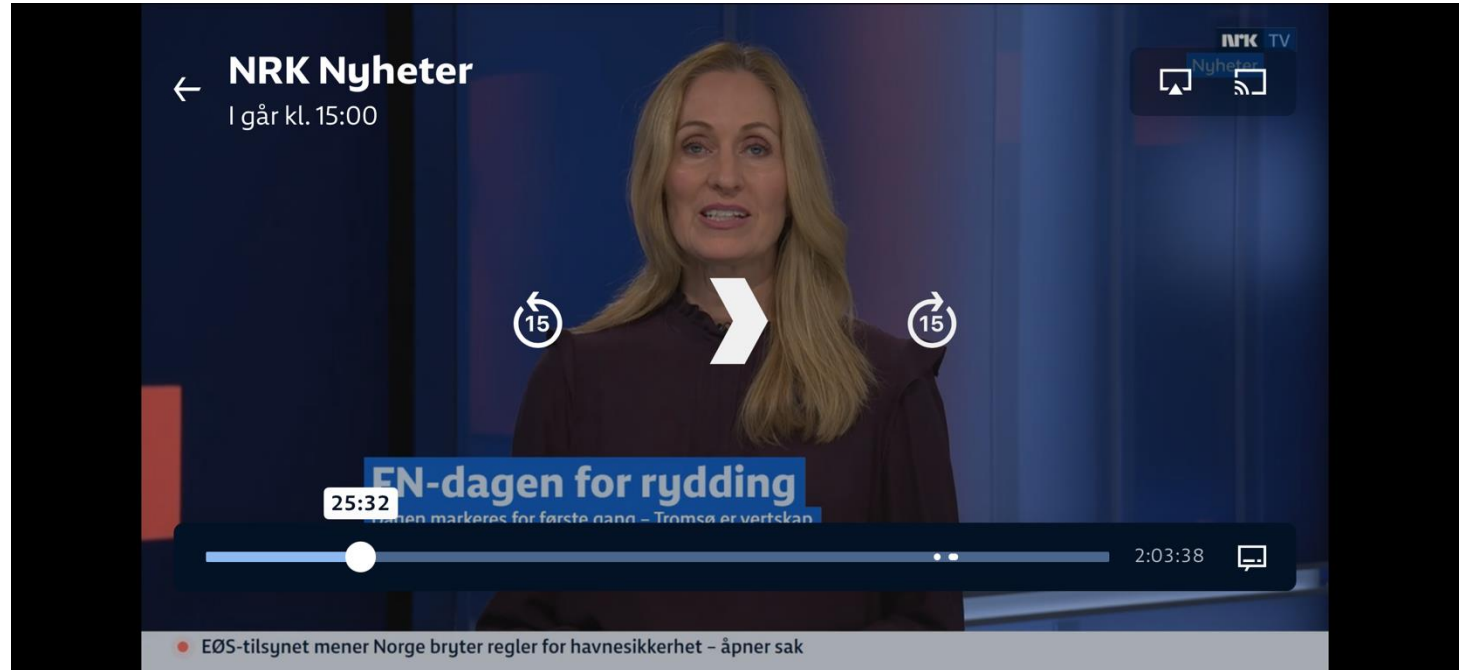 NRK Nyheter
I går kl. 15:00
NRK TV
Nyheter
15
15
FN-dagen for rydding
Dagen markeres for første gang – Tromsø er vertskap
25:32
2:03:38
EØS-tilsynet mener Norge bryter regler for havnesikkerhet – åpner sak